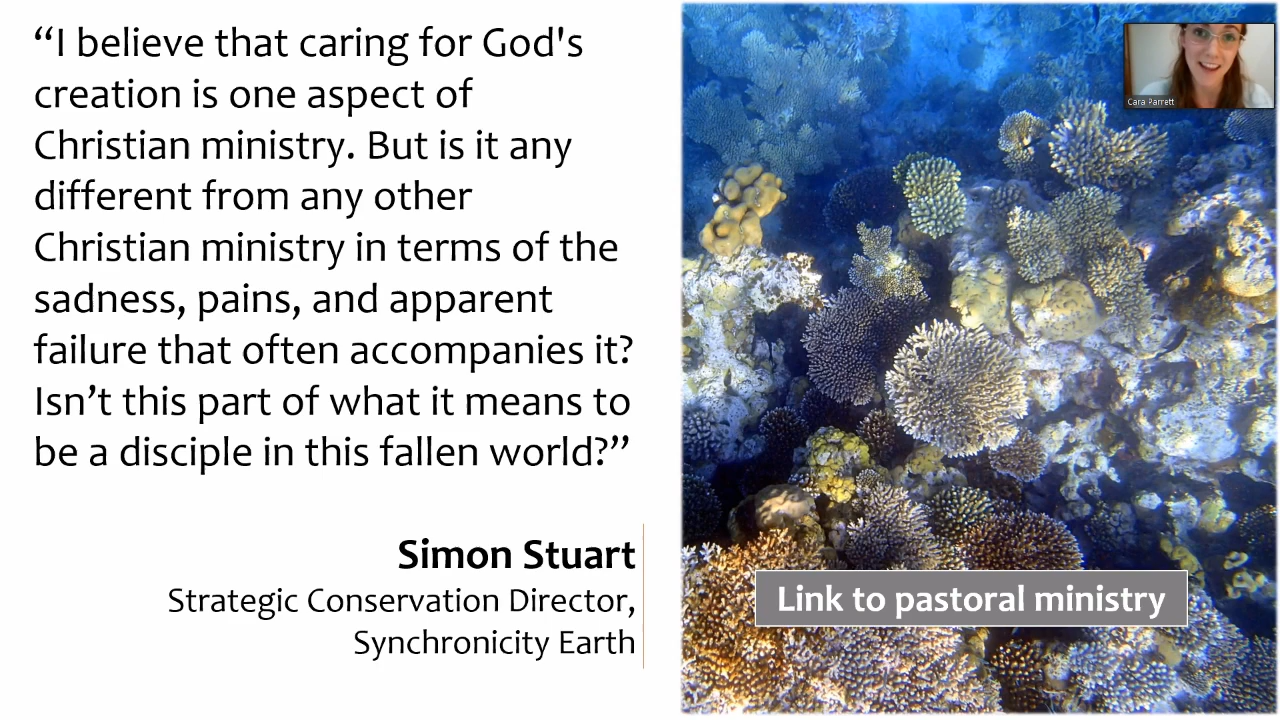 “I believe that caring for God's
creation is one aspect of
Christian ministry. But is it any
different from any other
Christian ministry in terms of the
sadness, pains, and apparent
failure that often accompanies it?
Isn’t this part of what it means to
be a disciple in this fallen world?”
Simon Stuart
Strategic Conservation Director,
Synchronicity Earth
Cara Parrett
Link to pastoral ministry